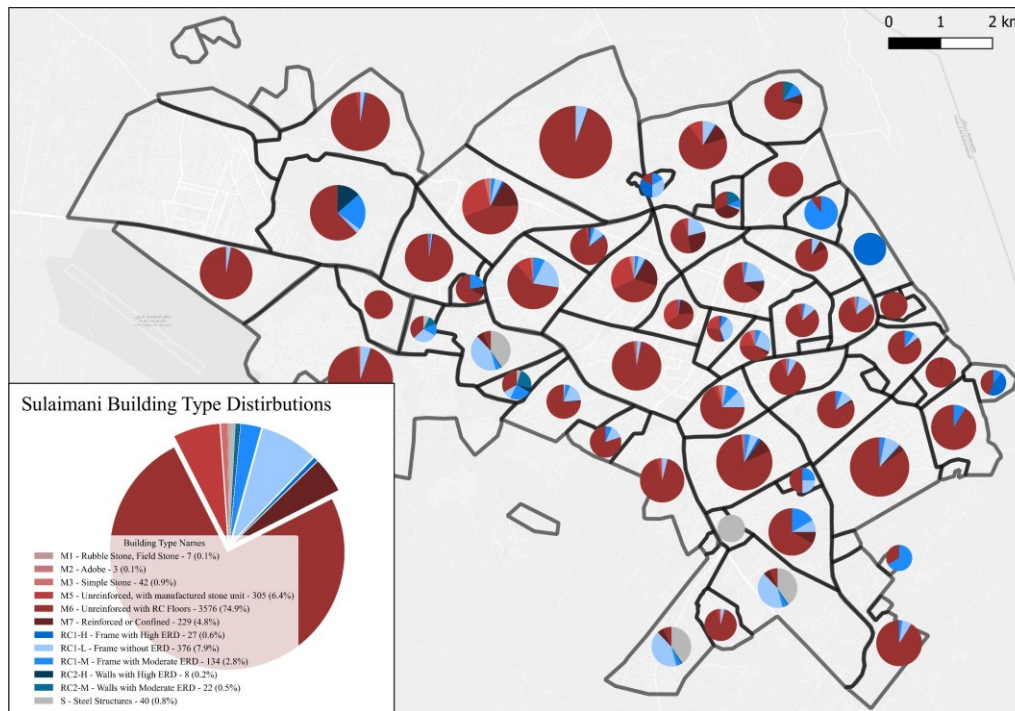 0 1 2 km
Sulaimani Building Type Distirbutions
Building Type Names
M1 - Rubble Stone, Field Stone - 7 (0.1%)
M2 - Adobe - 3 (0.1%)
M3 - Simple Stone - 42 (0.9%)
M5 - Unreinforced, with manufactured stone unit - 305 (6.4%)
M6 - Unreinforced with RC Floors - 3576 (74.9%)
M7 - Reinforced or Confined - 229 (4.8%)
RC1-H - Frame with High ERD - 27 (0.6%)
RC1-L - Frame without ERD - 376 (7.9%)
RC1-M - Frame with Moderate ERD - 134 (2.8%)
RC2-H - Walls with High ERD - 8 (0.2%)
RC2-M - Walls with Moderate ERD - 22 (0.5%)
S - Steel Structures - 40 (0.8%)